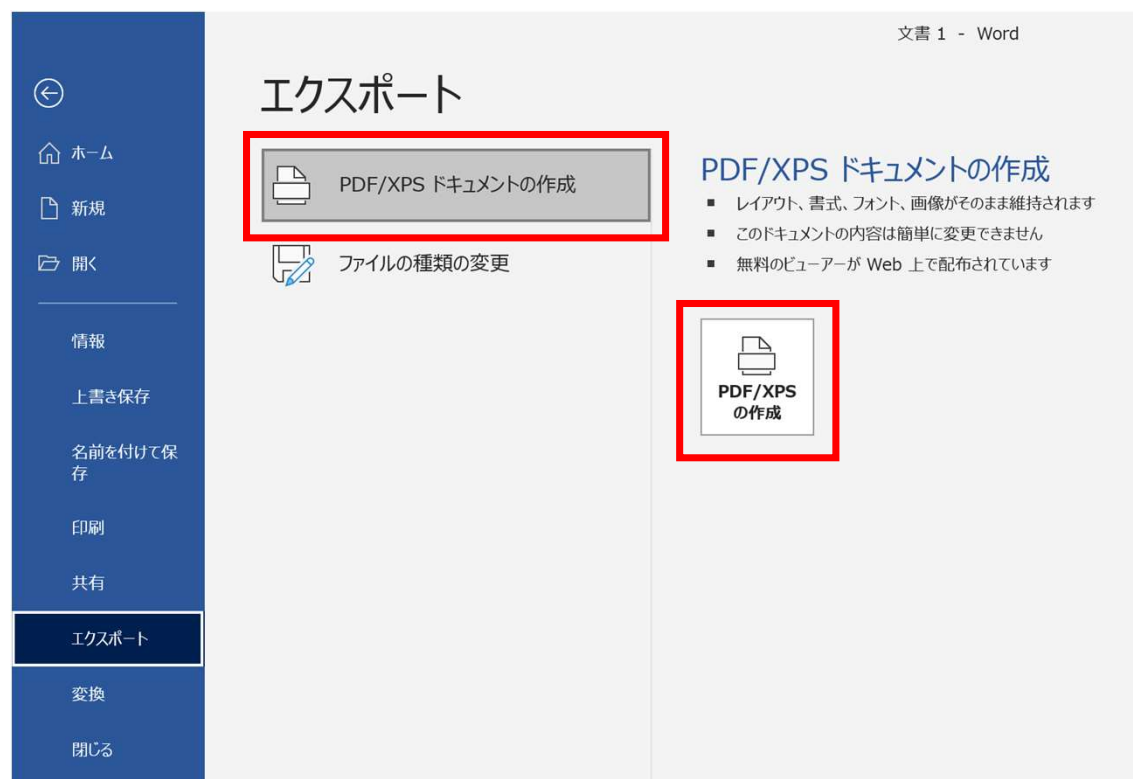 文書 1 - Word
エクスポート
ホーム
新規
開く
情報
上書き保存
名前を付けて保
存
印刷
共有
エクスポート
変換
閉じる
PDF/XPS ドキュメントの作成
ファイルの種類の変更
PDF/XPS ドキュメントの作成
■ レイアウト、書式、フォント、画像がそのまま維持されます
■ このドキュメントの内容は簡単に変更できません
■ 無料のビューアーが Web 上で配布されています
PDF/XPS
の作成